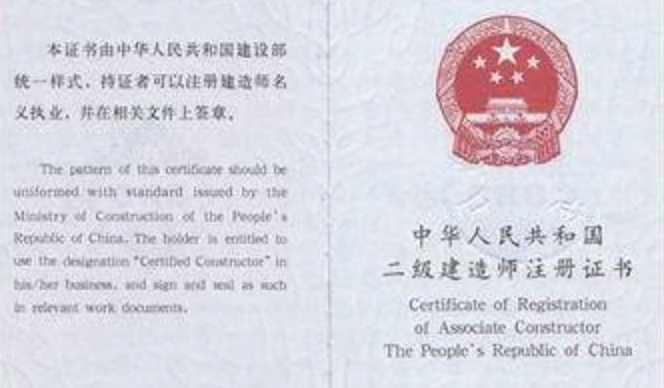 本证书由中华人民共和国建设部
统一样式，持证者可以注册建造师名
义执业，并在相关文件上签章。
The pattern of this certificate should be
uniformed with standard issued by the
Ministry of Construction of the People's
Republic of China. The holder is entitled to
use the designation "Certified Constructor" in
his/her business, and sign and seal as such
in relevant work documents.
中华人民共和国
二级建造师注册证书
Certificate of Registration
of Associate Constructor
The People's Republic of China